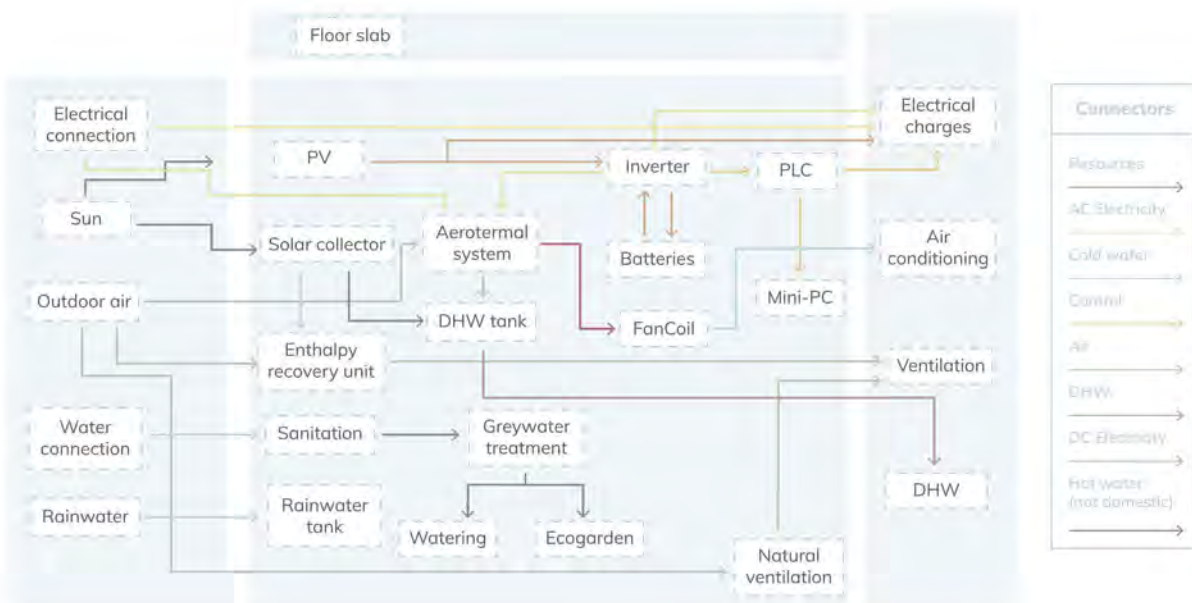 Floor slab
Electrical
connection
PV
Inverter
PLC
Electrical
charges
Sun
Solar collector
Aerotermal
system
Batteries
Air
conditioning
Outdoor air
DHW tank
FanCoil
Mini-PC
Enthalpy
recovery unit
Ventilation
Water
connection
Sanitation
Greywater
treatment
DHW
Rainwater
Rainwater
tank
Watering
Ecogarden
Natural
ventilation
Connectors
Resources
AC Electricity
Cold water
Control
Air
DHW
DC Electricity
Hot water
(not domestic)